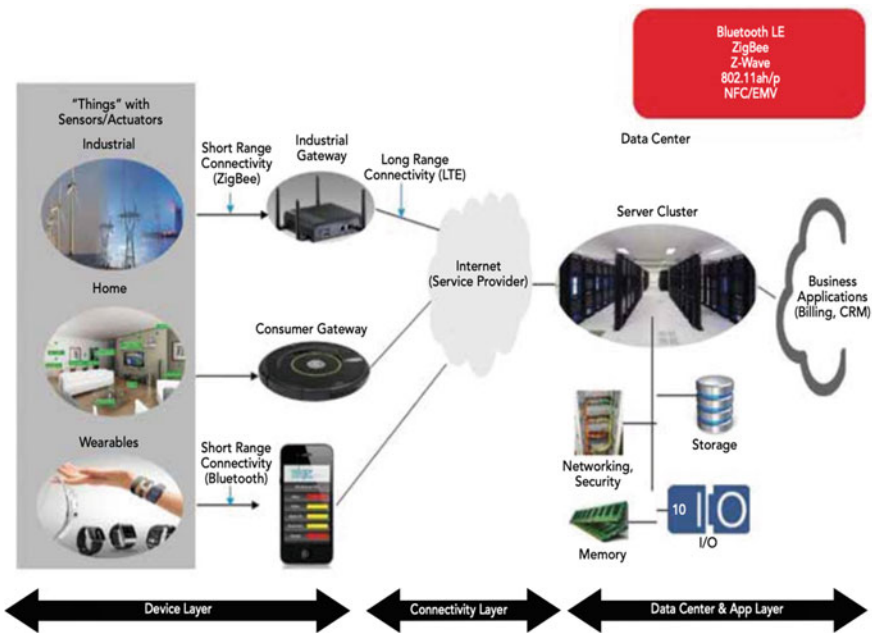 Bluetooth LE
ZigBee
Z-Wave
802.11ah/p
NFC/EMV
"Things" with
Sensors/Actuators
Industrial
Short Range
Connectivity
(ZigBee)
Industrial
Gateway
Long Range
Connectivity (LTE)
Data Center
Server Cluster
Internet
(Service Provider)
Business
Applications
(Billing, CRM)
Home
Consumer Gateway
Wearables
Short Range
Connectivity
(Bluetooth)
Storage
Networking,
Security
10
I/O
Memory
I/O
Device Layer
Connectivity Layer
Data Center & App Layer